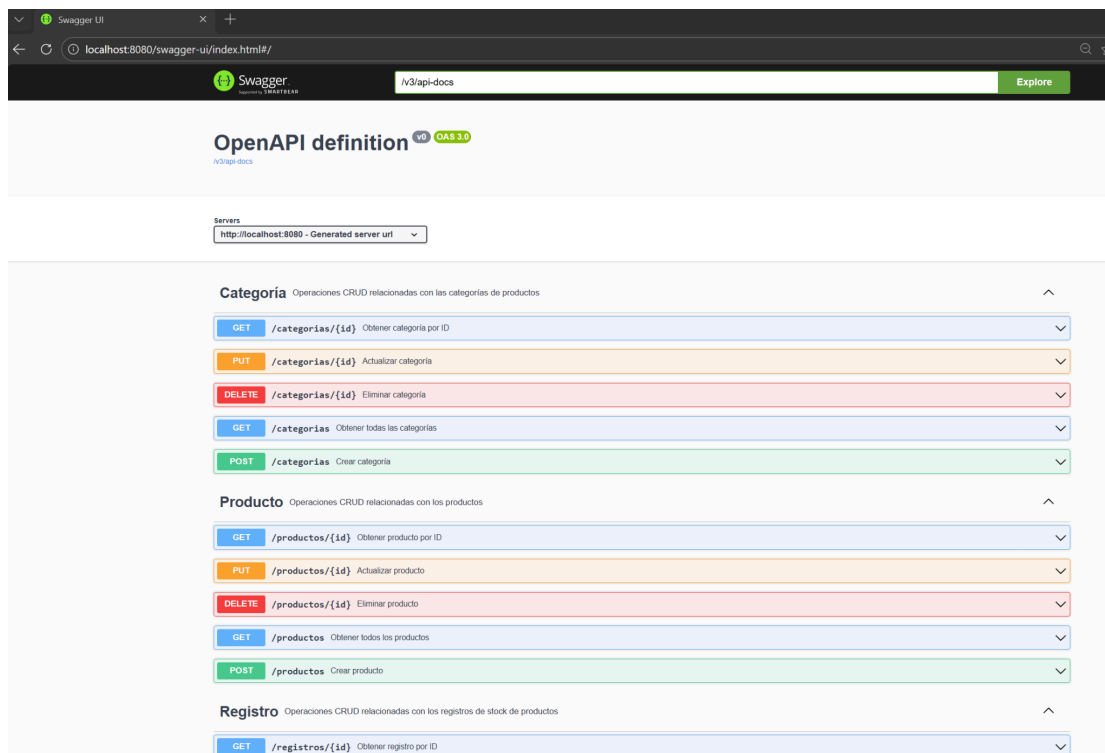 Swagger UI
localhost:8080/swagger-ui/index.html#/
Swagger.
Supported by SMARTBEAR
/v3/api-docs
Explore
OpenAPI definition v0 OAS 3.0
/v3/api-docs
Servers
http://localhost:8080 - Generated server url
Categoría Operaciones CRUD relacionadas con las categorías de productos
GET /categorias/{id} Obtener categoría por ID
PUT /categorias/{id} Actualizar categoría
DELETE /categorias/{id} Eliminar categoría
GET /categorias Obtener todas las categorías
POST /categorias Crear categoría
Producto Operaciones CRUD relacionadas con los productos
GET /productos/{id} Obtener producto por ID
PUT /productos/{id} Actualizar producto
DELETE /productos/{id} Eliminar producto
GET /productos Obtener todos los productos
POST /productos Crear producto
Registro Operaciones CRUD relacionadas con los registros de stock de productos
GET /registros/{id} Obtener registro por ID